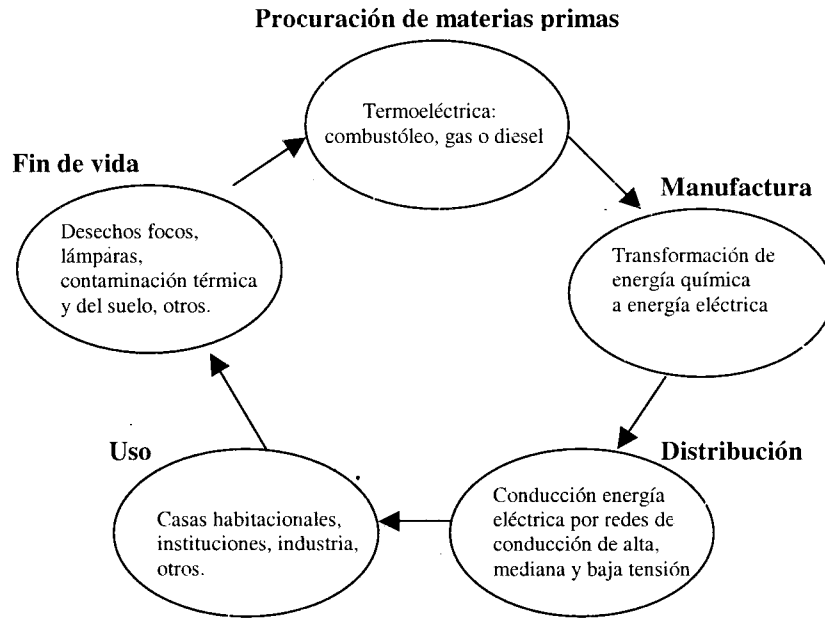 Procuración de materias primas
Termoeléctrica:
combustóleo, gas o diesel
Manufactura
Transformación de
energía química
a energía eléctrica
Distribución
Conducción energía
eléctrica por redes de
conducción de alta,
mediana y baja tensión
Uso
Casas habitacionales,
instituciones, industria,
otros.
Fin de vida
Desechos focos,
lámparas,
contaminación térmica
y del suelo, otros.